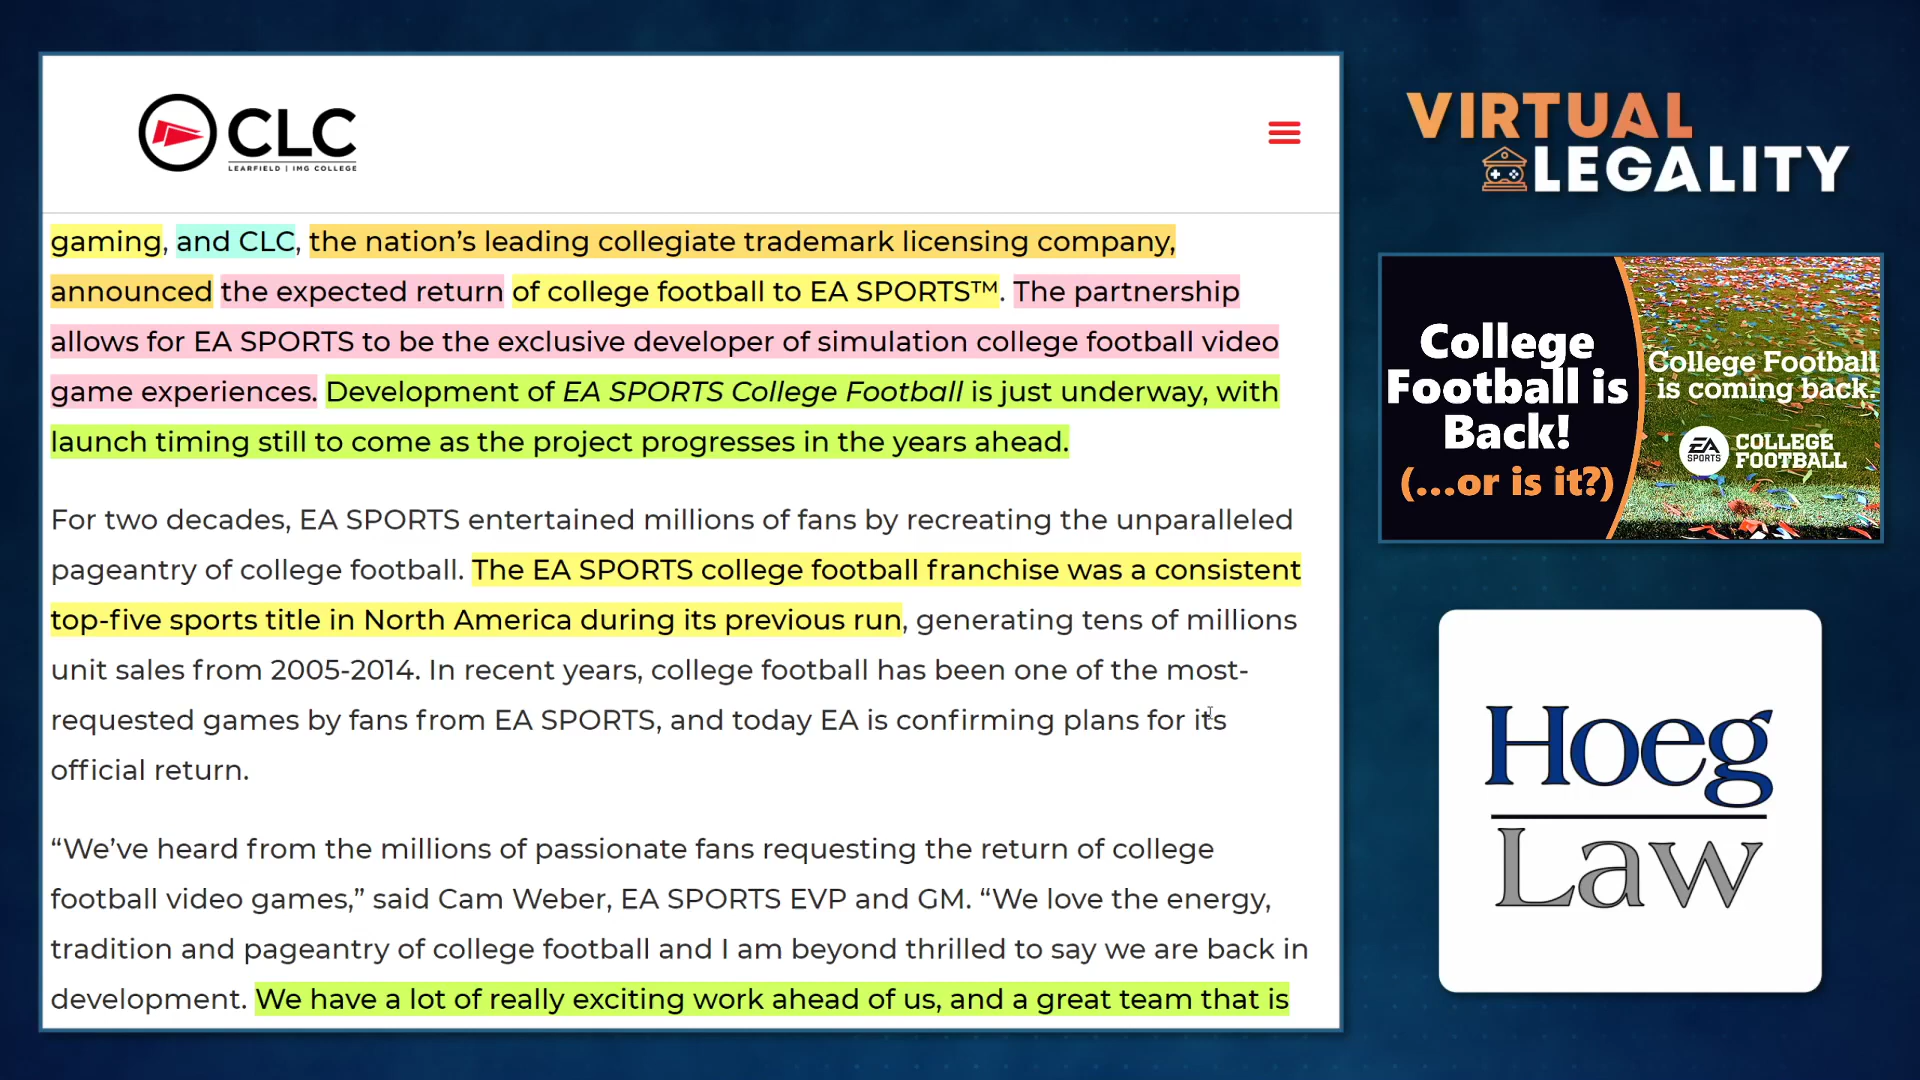 CLC
LEARFIELD | IMG COLLEGE
gaming, and CLC, the nation’s leading collegiate trademark licensing company,
announced the expected return of college football to EA SPORTS™. The partnership
allows for EA SPORTS to be the exclusive developer of simulation college football video
game experiences. Development of EA SPORTS College Football is just underway, with
launch timing still to come as the project progresses in the years ahead.
For two decades, EA SPORTS entertained millions of fans by recreating the unparalleled
pageantry of college football. The EA SPORTS college football franchise was a consistent
top-five sports title in North America during its previous run, generating tens of millions
unit sales from 2005-2014. In recent years, college football has been one of the most-
requested games by fans from EA SPORTS, and today EA is confirming plans for its
official return.
“We’ve heard from the millions of passionate fans requesting the return of college
football video games,” said Cam Weber, EA SPORTS EVP and GM. “We love the energy,
tradition and pageantry of college football and I am beyond thrilled to say we are back in
development. We have a lot of really exciting work ahead of us, and a great team that is
VIRTUAL
LEGALITY
College
Football is
Back!
(...or is it?)
College Football
is coming back.
EA
SPORTS
COLLEGE
FOOTBALL
Hoeg
Law